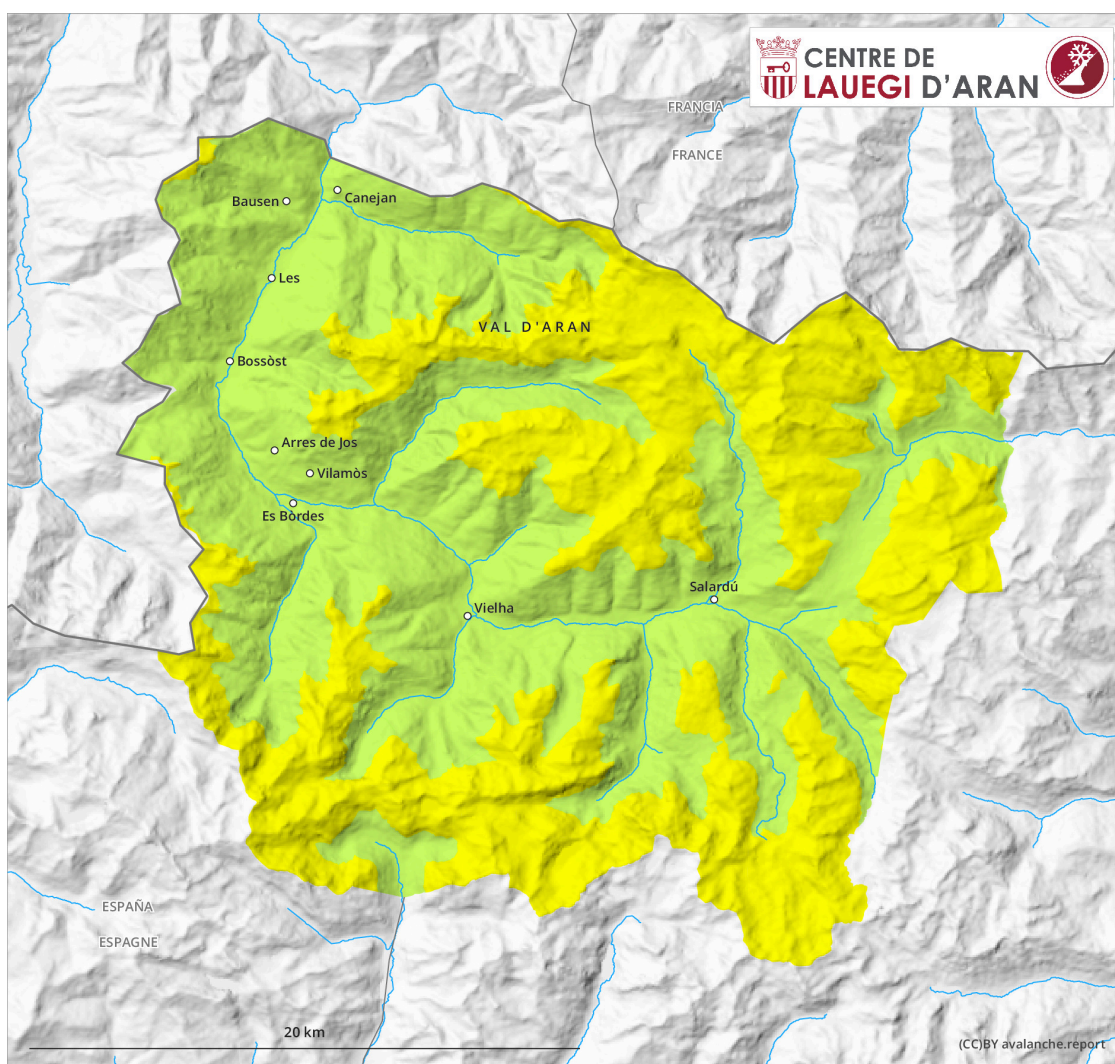 CENTRE DE
LAUEGI D'ARAN
FRANCIA
FRANCE
Bausen
Canejan
Les
VAL D'ARAN
Bossòst
Arres de Jos
Vilamòs
Es Bòrdes
Salardú
Vielha
ESPAÑA
ESPAGNE
20 km
(CC)BY avalanche.report